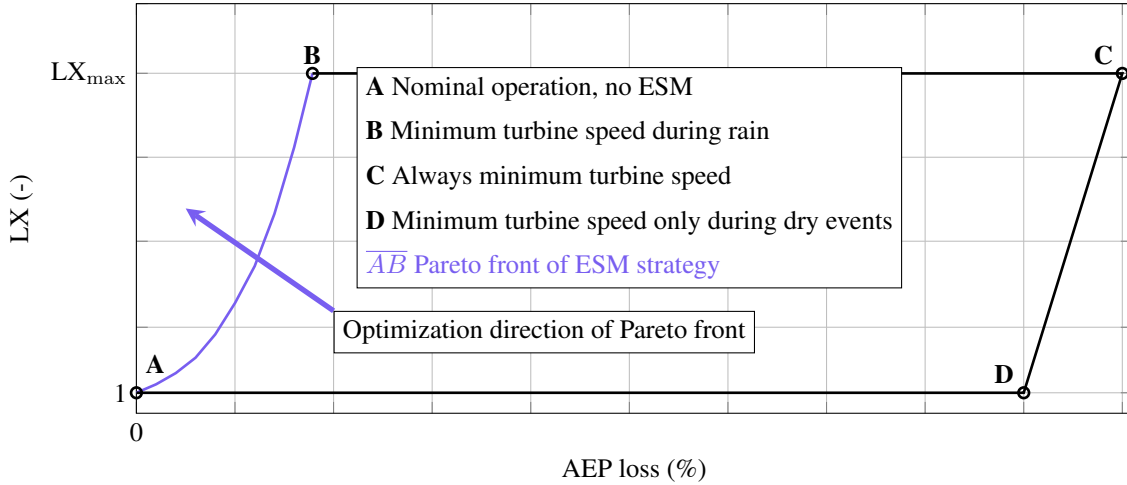 B
C
LXmax
A Nominal operation, no ESM
B Minimum turbine speed during rain
C Always minimum turbine speed
D Minimum turbine speed only during dry events
AB Pareto front of ESM strategy
LX (-)
Optimization direction of Pareto front
A
D
1
0
AEP loss (%)